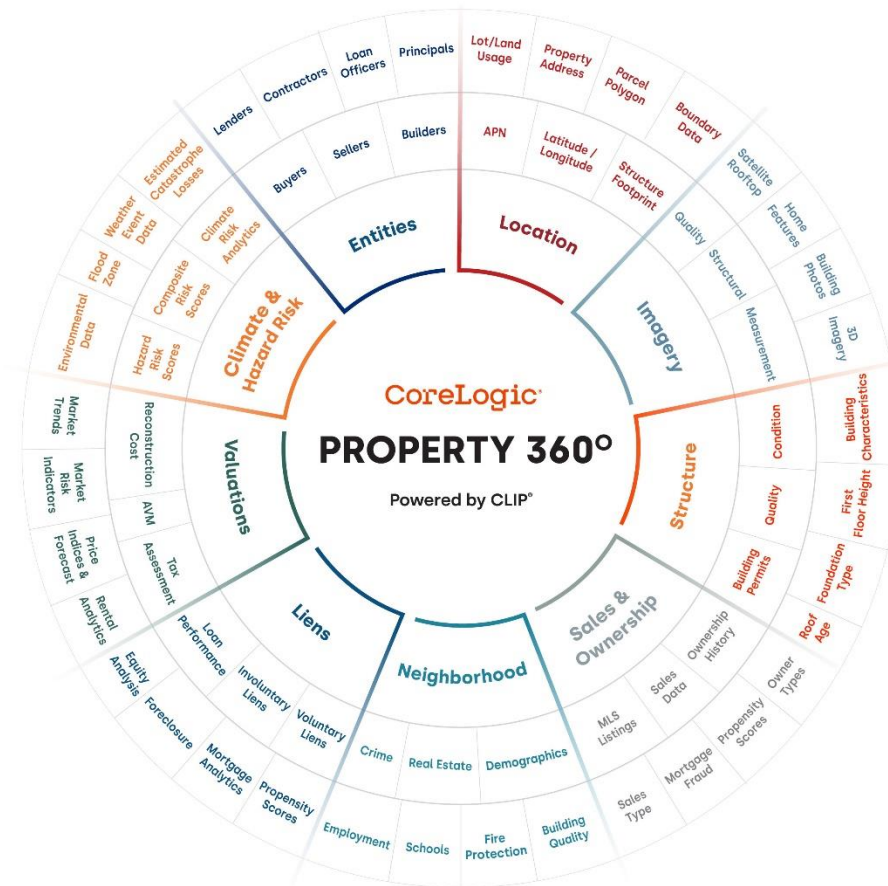 CoreLogic®
PROPERTY 360°
Powered by CLIP®
Location
APN
Latitude /
Longitude
Structure
Footprint
Lot/Land
Usage
Property
Address
Parcel
Polygon
Boundary
Data
Imagery
Quality
Structural
Measurement
Satellite
Rooftop
Home
Features
Building
Photos
3D
Imagery
Structure
Condition
Quality
Building
Permits
Building
Characteristics
First
Floor Height
Foundation
Type
Roof
Age
Sales &
Ownership
Ownership
History
Sales
Data
MLS
Listings
Owner
Types
Propensity
Scores
Mortgage
Fraud
Sales
Type
Neighborhood
Crime
Real Estate
Demographics
Employment
Schools
Fire
Protection
Building
Quality
Liens
Loan
Performance
Involuntary
Liens
Voluntary
Liens
Equity
Analysis
Foreclosure
Mortgage
Analytics
Propensity
Scores
Valuations
Reconstruction
Cost
AVM
Tax
Assessment
Market
Trends
Market
Risk
Indicators
Price
Indices &
Forecast
Rental
Analytics
Climate &
Hazard Risk
Hazard
Risk
Scores
Composite
Risk
Scores
Climate
Risk
Analytics
Environmental
Data
Flood
Zone
Weather
Event
Data
Estimated
Catastrophe
Losses
Entities
Buyers
Sellers
Builders
Lenders
Contractors
Loan
Officers
Principals